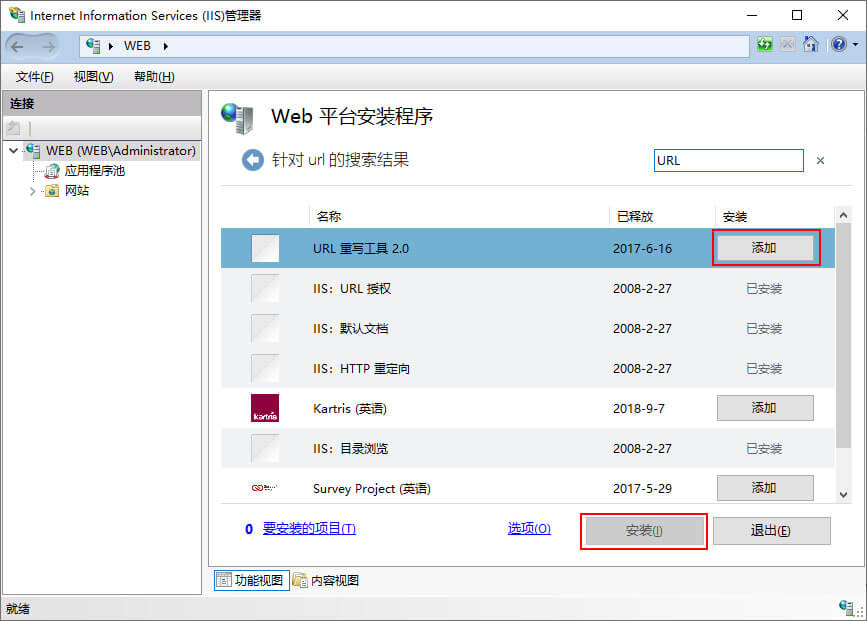 Internet Information Services (IIS)管理器
WEB
文件(F) 视图(V) 帮助(H)
连接
WEB (WEB\Administrator)
应用程序池
网站
Web 平台安装程序
针对 url 的搜索结果
URL
名称 已释放 安装
URL 重写工具 2.0 2017-6-16 添加
IIS：URL 授权 2008-2-27 已安装
IIS：默认文档 2008-2-27 已安装
IIS：HTTP 重定向 2008-2-27 已安装
kartris
Kartris (英语) 2018-9-7 添加
IIS：目录浏览 2008-2-27 已安装
Survey Project (英语) 2017-5-29 添加
0 要安装的项目(T) 选项(O) 安装(I) 退出(E)
功能视图 内容视图
就绪